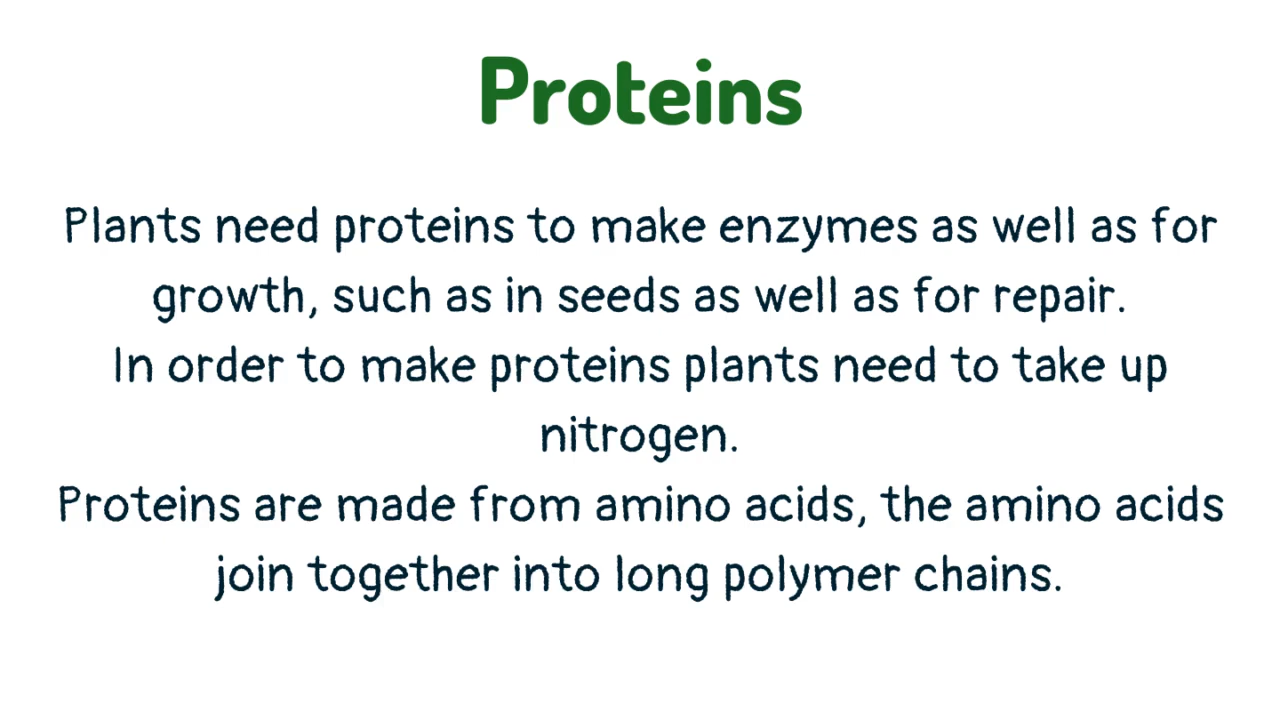 Proteins
Plants need proteins to make enzymes as well as for
growth, such as in seeds as well as for repair.
In order to make proteins plants need to take up
nitrogen.
Proteins are made from amino acids, the amino acids
join together into long polymer chains.